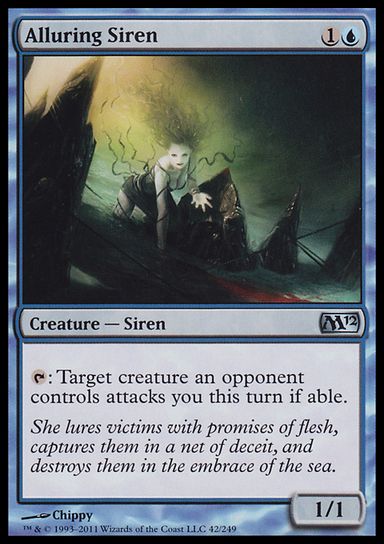 Alluring Siren 1
Creature — Siren M12
: Target creature an opponent
controls attacks you this turn if able.
She lures victims with promises of flesh,
captures them in a net of deceit, and
destroys them in the embrace of the sea.
Chippy
™ & © 1993–2011 Wizards of the Coast LLC 42/249
1/1